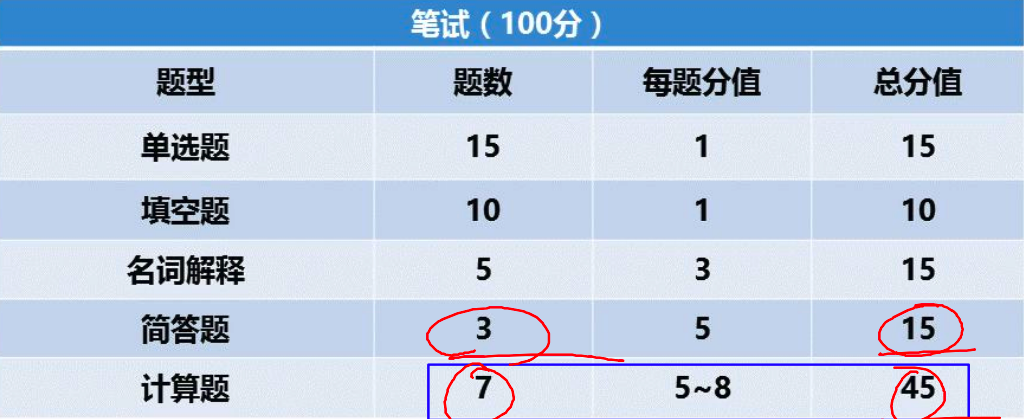 笔试（100分）
题型 题数 每题分值 总分值
单选题 15 1 15
填空题 10 1 10
名词解释 5 3 15
简答题 3 5 15
计算题 7 5~8 45